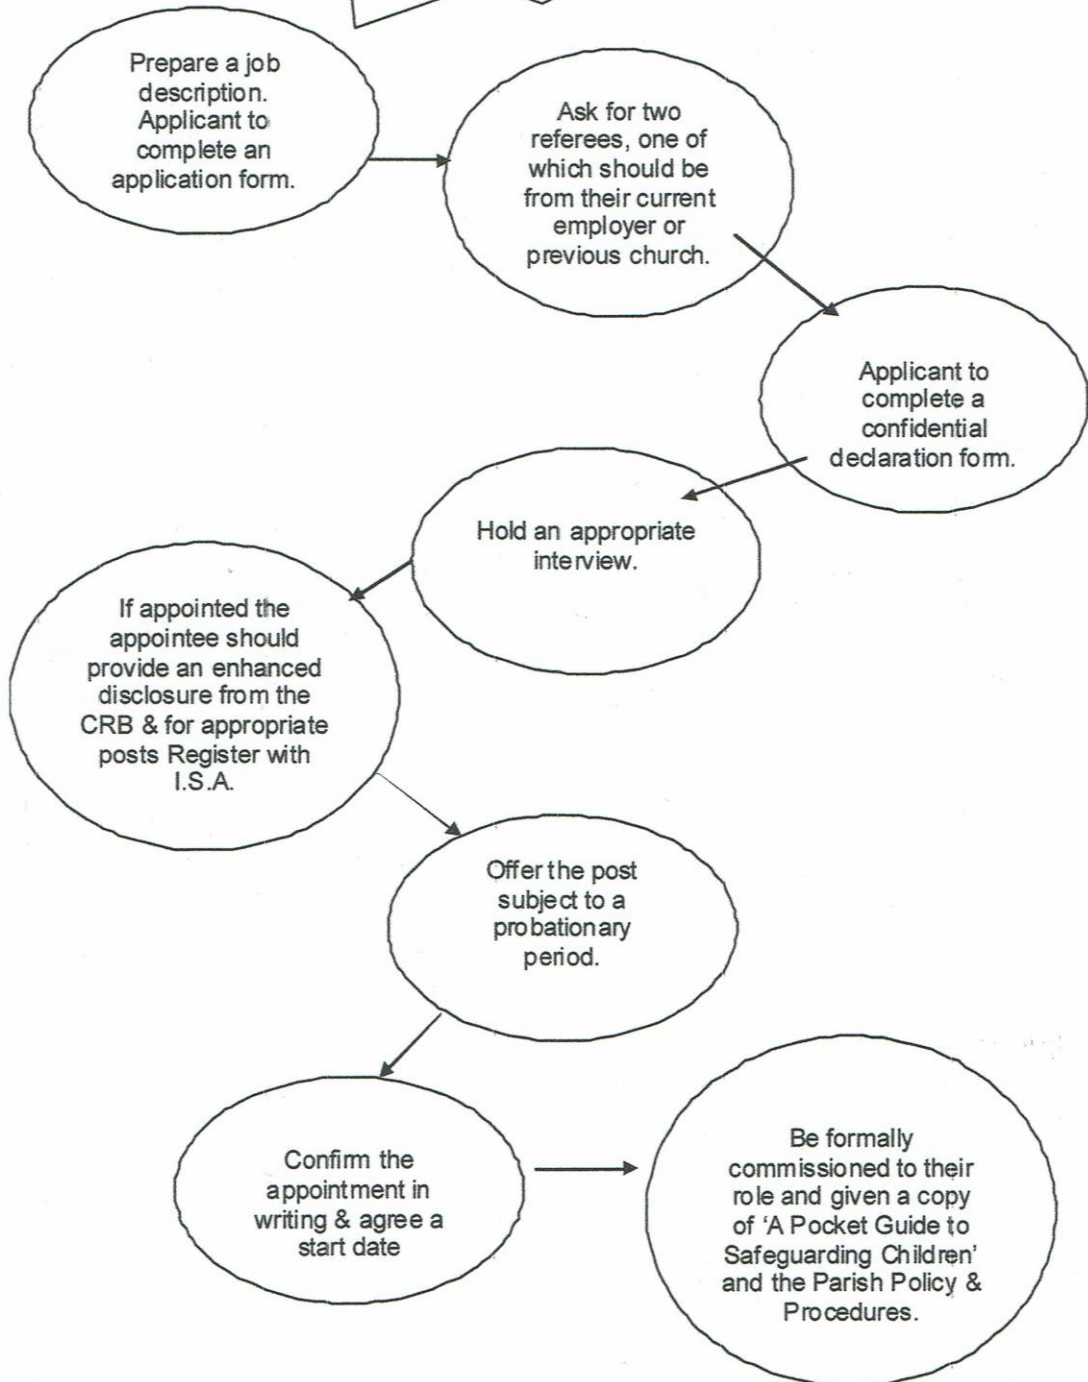 Prepare a job
description.
Applicant to
complete an
application form.
Ask for two
referees, one of
which should be
from their current
employer or
previous church.
Applicant to
complete a
confidential
declaration form.
Hold an appropriate
interview.
If appointed the
appointee should
provide an enhanced
disclosure from the
CRB & for appropriate
posts Register with
I.S.A.
Offer the post
subject to a
probationary
period.
Confirm the
appointment in
writing & agree a
start date
Be formally
commissioned to their
role and given a copy
of ‘A Pocket Guide to
Safeguarding Children’
and the Parish Policy &
Procedures.